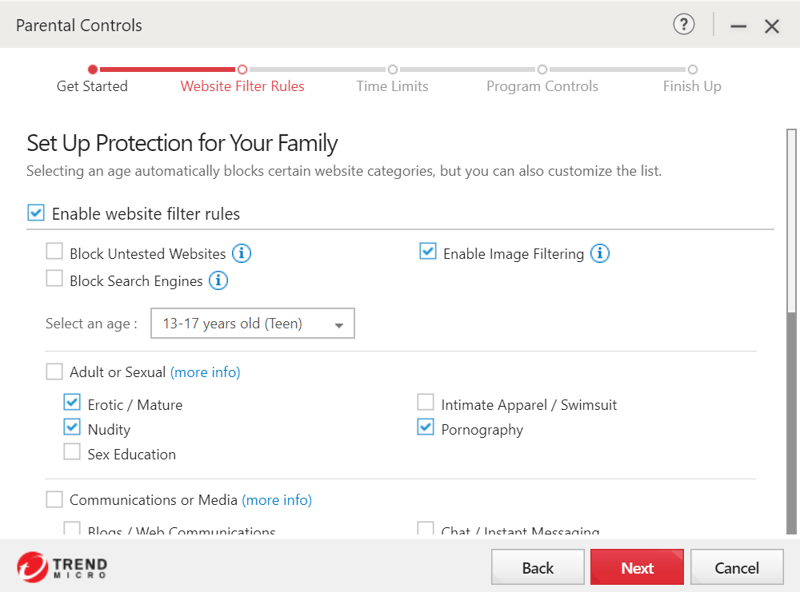 Parental Controls
?
Get Started Website Filter Rules Time Limits Program Controls Finish Up
Set Up Protection for Your Family
Selecting an age automatically blocks certain website categories, but you can also customize the list.
Enable website filter rules
Block Untested Websites i Enable Image Filtering i
Block Search Engines i
Select an age : 13-17 years old (Teen)
Adult or Sexual (more info)
Erotic / Mature Intimate Apparel / Swimsuit
Nudity Pornography
Sex Education
Communications or Media (more info)
Blogs / Web Communications Chat / Instant Messaging
TREND
MICRO
Back Next Cancel